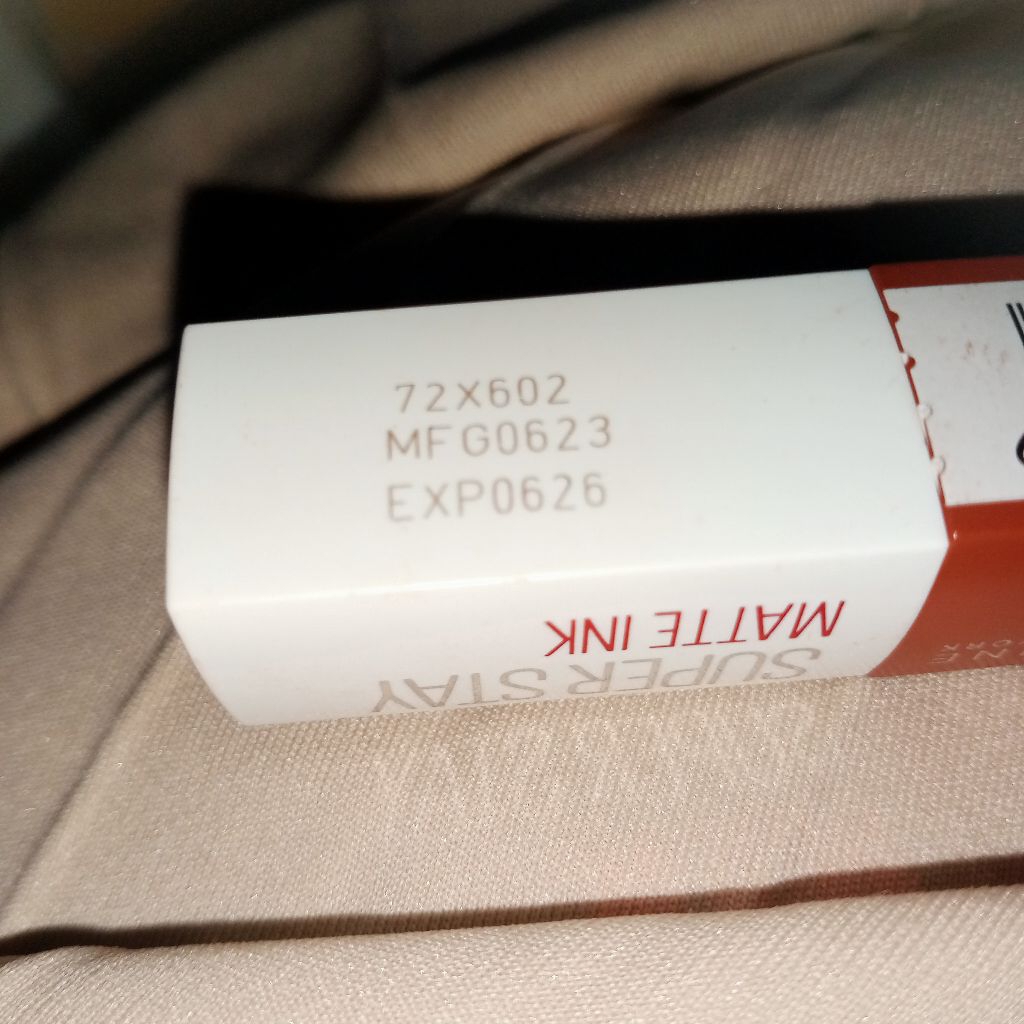 72X602
MFG0623
EXP0626
SUPER STAY
MATTE INK